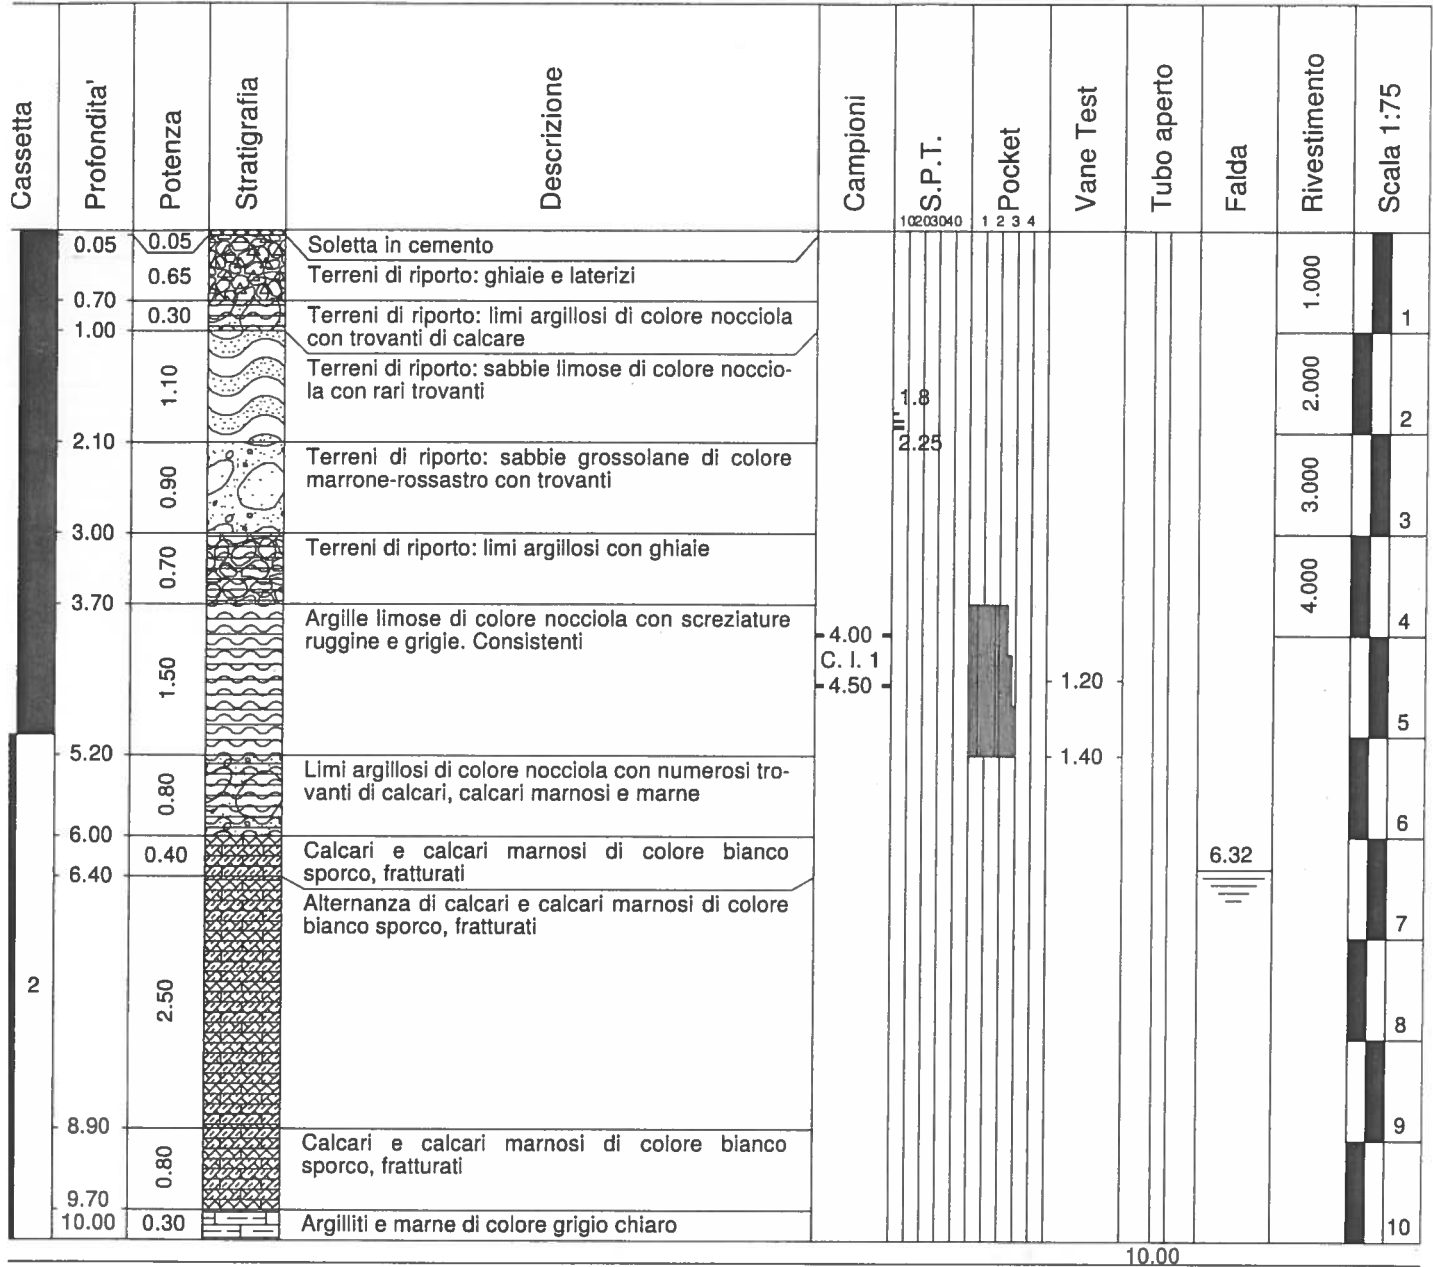 Cassetta
Profondita'
Potenza
Stratigrafia
Descrizione
Campioni
S.P.T.
10203040
Pocket
1 2 3 4
Vane Test
Tubo aperto
Falda
Rivestimento
Scala 1:75
0.05 0.05 Soletta in cemento
0.65 Terreni di riporto: ghiaie e laterizi
0.70
0.30 Terreni di riporto: limi argillosi di colore nocciola
con trovanti di calcare
1.00
1.10 Terreni di riporto: sabbie limose di colore noccio-
la con rari trovanti
2.10
0.90 Terreni di riporto: sabbie grossolane di colore
marrone-rossastro con trovanti
3.00
0.70 Terreni di riporto: limi argillosi con ghiaie
3.70
1.50 Argille limose di colore nocciola con screziature
ruggine e grigie. Consistenti
5.20
0.80 Limi argillosi di colore nocciola con numerosi tro-
vanti di calcari, calcari marnosi e marne
6.00
0.40 Calcari e calcari marnosi di colore bianco
sporco, fratturati
6.40
2.50 Alternanza di calcari e calcari marnosi di colore
bianco sporco, fratturati
8.90
0.80 Calcari e calcari marnosi di colore bianco
sporco, fratturati
9.70
10.00 0.30 Argilliti e marne di colore grigio chiaro
2
4.00
C. I. 1
4.50
1.8
2.25
1.20
1.40
10.00
6.32
1.000
2.000
3.000
4.000
1
2
3
4
5
6
7
8
9
10